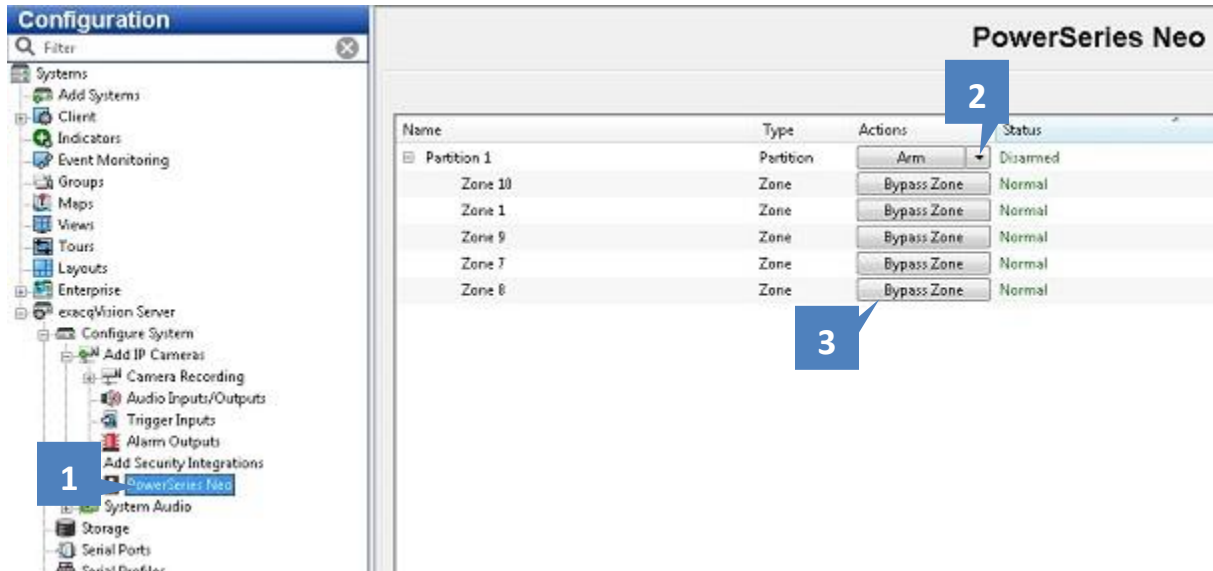 Configuration
Filter
Systems
Add Systems
Client
Indicators
Event Monitoring
Groups
Maps
Views
Tours
Layouts
Enterprise
exacqVision Server
Configure System
Add IP Cameras
Camera Recording
Audio Inputs/Outputs
Trigger Inputs
Alarm Outputs
Add Security Integrations
1
PowerSeries Neo
System Audio
Storage
Serial Ports
Serial Profiles
PowerSeries Neo
2
Name Type Actions Status
Partition 1 Partition Arm Disarmed
Zone 10 Zone Bypass Zone Normal
Zone 1 Zone Bypass Zone Normal
Zone 9 Zone Bypass Zone Normal
Zone 7 Zone Bypass Zone Normal
Zone 8 Zone Bypass Zone Normal
3